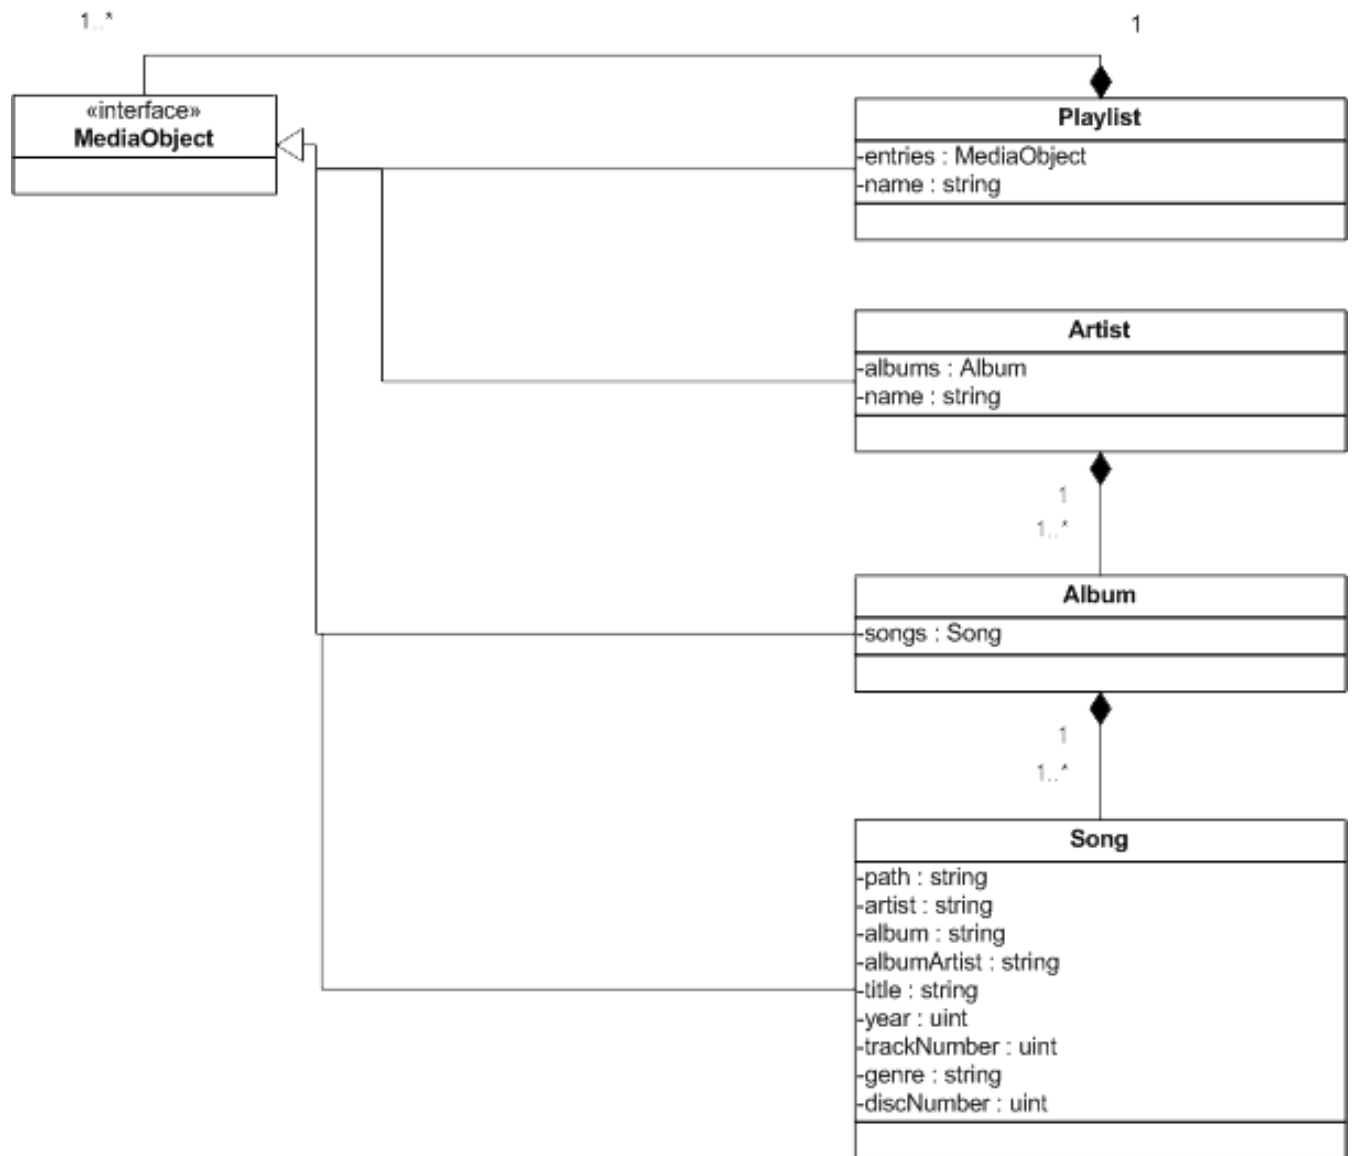 1..*
1
«interface»
MediaObject
Playlist
-entries : MediaObject
-name : string
Artist
-albums : Album
-name : string
1
1..*
Album
-songs : Song
1
1..*
Song
-path : string
-artist : string
-album : string
-albumArtist : string
-title : string
-year : uint
-trackNumber : uint
-genre : string
-discNumber : uint